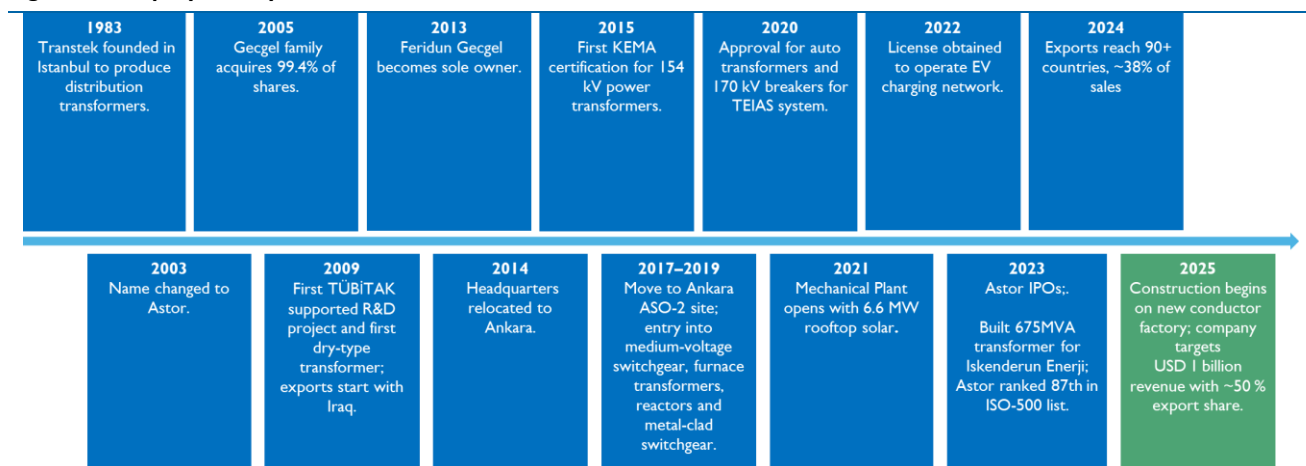 1983
Transtek founded in
Istanbul to produce
distribution
transformers.
2005
Gecgel family
acquires 99.4% of
shares.
2013
Feridun Gecgel
becomes sole owner.
2015
First KEMA
certification for 154
kV power
transformers.
2020
Approval for auto
transformers and
170 kV breakers for
TEIAS system.
2022
License obtained
to operate EV
charging network.
2024
Exports reach 90+
countries, ~38% of
sales
2003
Name changed to
Astor.
2009
First TÜBİTAK
supported R&D
project and first
dry-type
transformer;
exports start with
Iraq.
2014
Headquarters
relocated to
Ankara.
2017–2019
Move to Ankara
ASO-2 site;
entry into
medium-voltage
switchgear, furnace
transformers,
reactors and
metal-clad
switchgear.
2021
Mechanical Plant
opens with 6.6 MW
rooftop solar.
2023
Astor IPOs;.
Built 675MVA
transformer for
Iskenderun Enerji;
Astor ranked 87th in
ISO-500 list.
2025
Construction begins
on new conductor
factory; company
targets
USD 1 billion
revenue with ~50 %
export share.